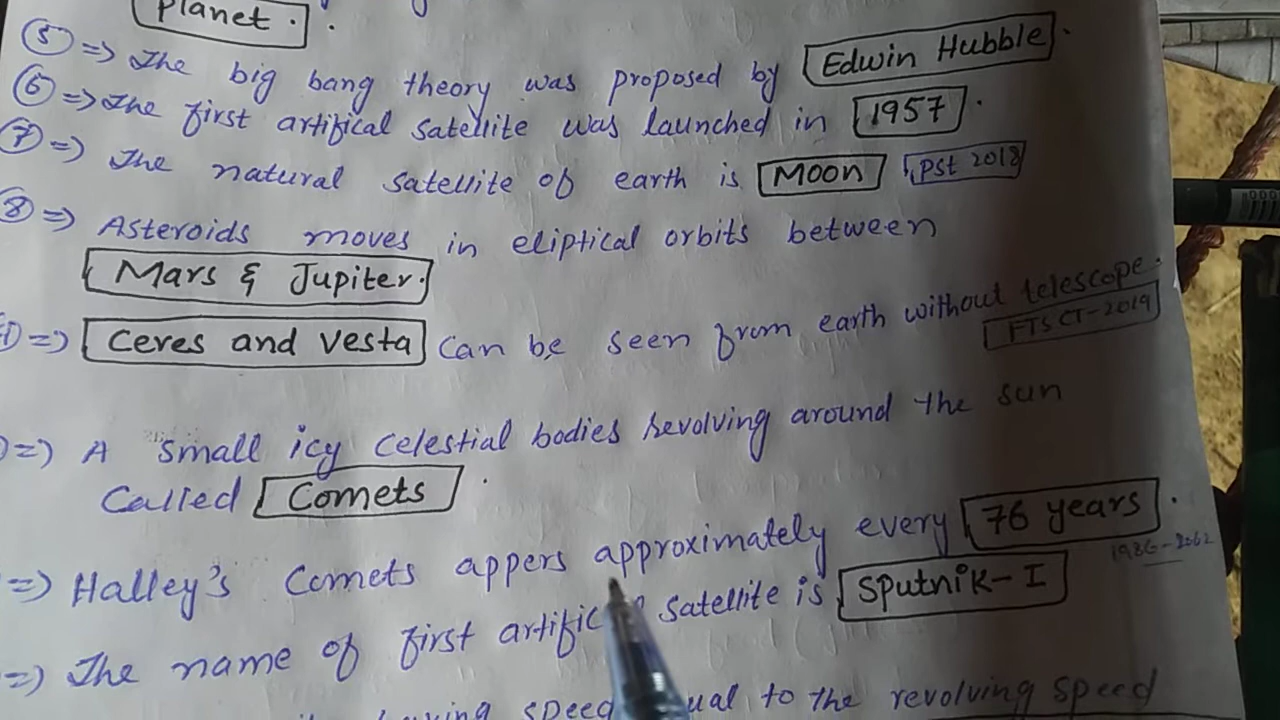 Planet.
5 => The big bang theory was proposed by Edwin Hubble.
6 => The first artifical satellite was launched in 1957.
7 => The natural satellite of earth is Moon Pst 2018
8 => Asteroids moves in eliptical orbits between
Mars & Jupiter.
=> Ceres and Vesta can be seen from earth without telescope.
FTSCT-2019
=> A small icy celestial bodies revolving around the sun
Called Comets.
=> Halley's Comets appers approximately every 76 years.
1986-2062
=> The name of first satellite is Sputnik-I
speed to the revolving speed